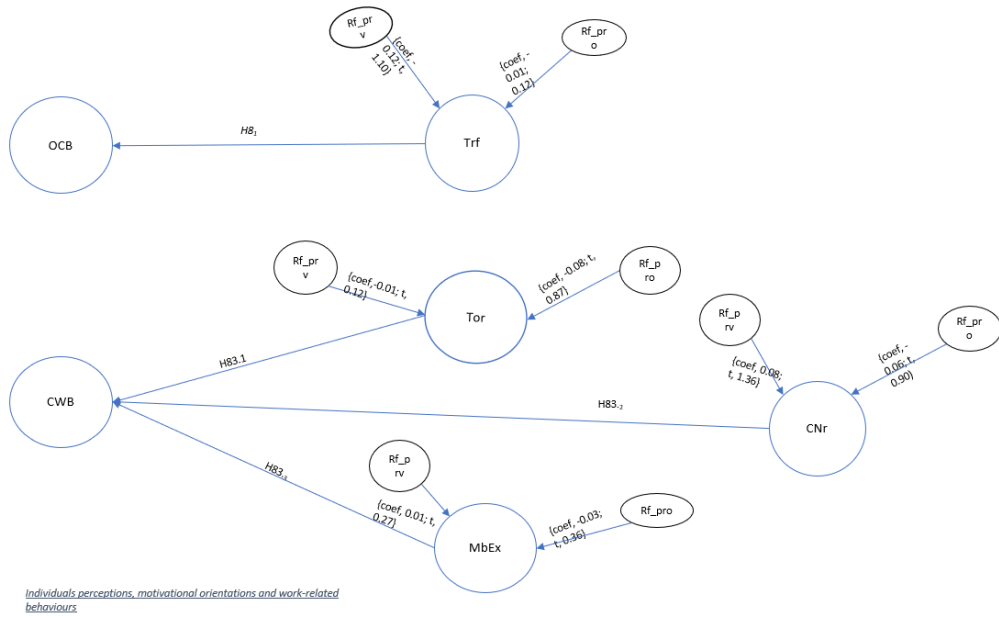 Rf_pr
v
Rf_pr
o
{coef, -
0.12; t,
1.10}
{coef, -
0.01;
0.12}
OCB
H8₁
Trf
Rf_pr
v
{coef,-0.01; t,
0.12}
{coef, -0.08; t,
0.87}
Rf_p
ro
Tor
Rf_p
rv
Rf_pr
o
H83.1
{coef, 0.08;
t, 1.36}
{coef, -
0.06; t,
0.90}
CWB
H83.₂
CNr
Rf_p
rv
H83.₃
{coef, 0.01; t,
0.27}
{coef, -0.03;
t, 0.36}
Rf_pro
MbEx
Individuals perceptions, motivational orientations and work-related
behaviours